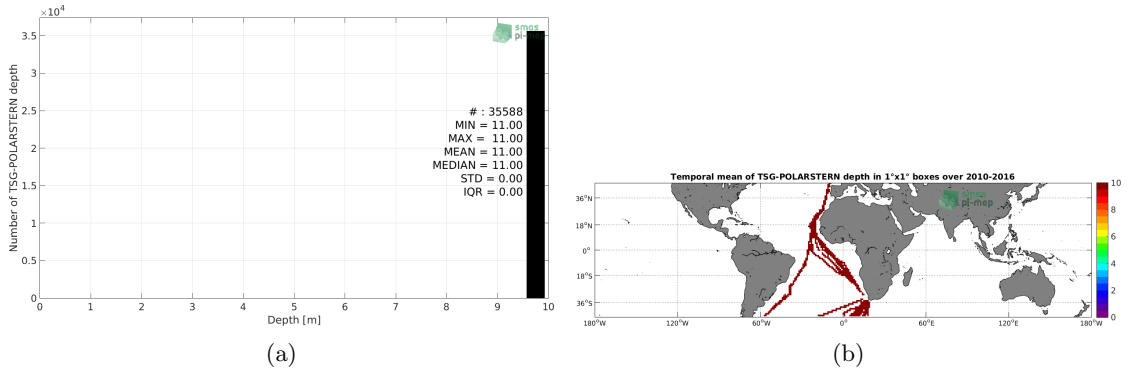 ×10⁴
3.5
3
2.5
2
1.5
1
0.5
0
Number of TSG-POLARSTERN depth
smos
pi-mep
# : 35588
MIN = 11.00
MAX = 11.00
MEAN = 11.00
MEDIAN = 11.00
STD = 0.00
IQR = 0.00
0 1 2 3 4 5 6 7 8 9 10
Depth [m]
(a)
Temporal mean of TSG-POLARSTERN depth in 1°x1° boxes over 2010-2016
smos
pi-mep
36°N
18°N
0°
18°S
36°S
180°W 120°W 60°W 0° 60°E 120°E 180°W
10
8
6
4
2
0
(b)